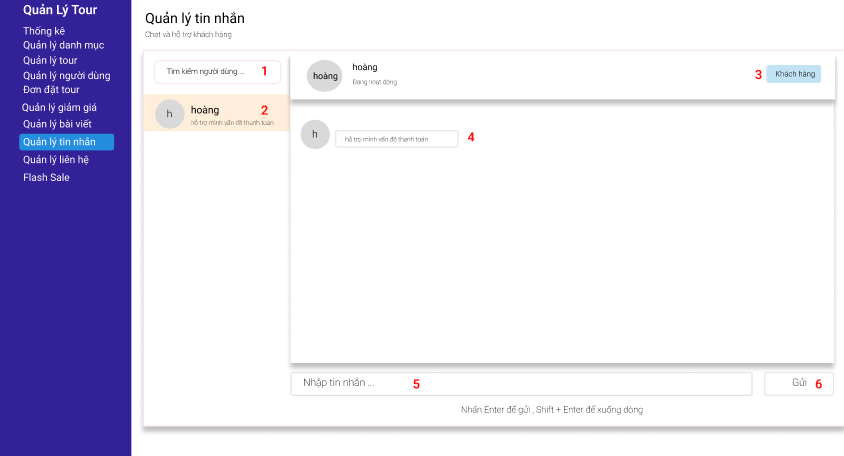 Quản Lý Tour
Thống kê
Quản lý danh mục
Quản lý tour
Quản lý người dùng
Đơn đặt tour
Quản lý giảm giá
Quản lý bài viết
Quản lý tin nhắn
Quản lý liên hệ
Flash Sale
Quản lý tin nhắn
Chat và hỗ trợ khách hàng
Tìm kiếm người dùng .. 1
h
hoàng 2
hỗ trợ mình vấn đề thanh toán
hoàng
hoàng
Đang hoạt động
3 Khách hàng
h
hỗ trợ mình vấn đề thanh toán 4
Nhập tin nhắn ... 5
Gửi 6
Nhấn Enter để gửi , Shift + Enter để xuống dòng